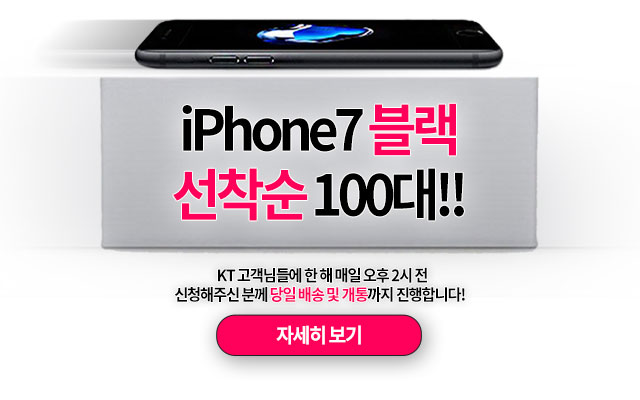 iPhone7 블랙
선착순 100대!!
KT 고객님들에 한 해 매일 오후 2시 전
신청해주신 분께 당일 배송 및 개통까지 진행합니다!
자세히 보기